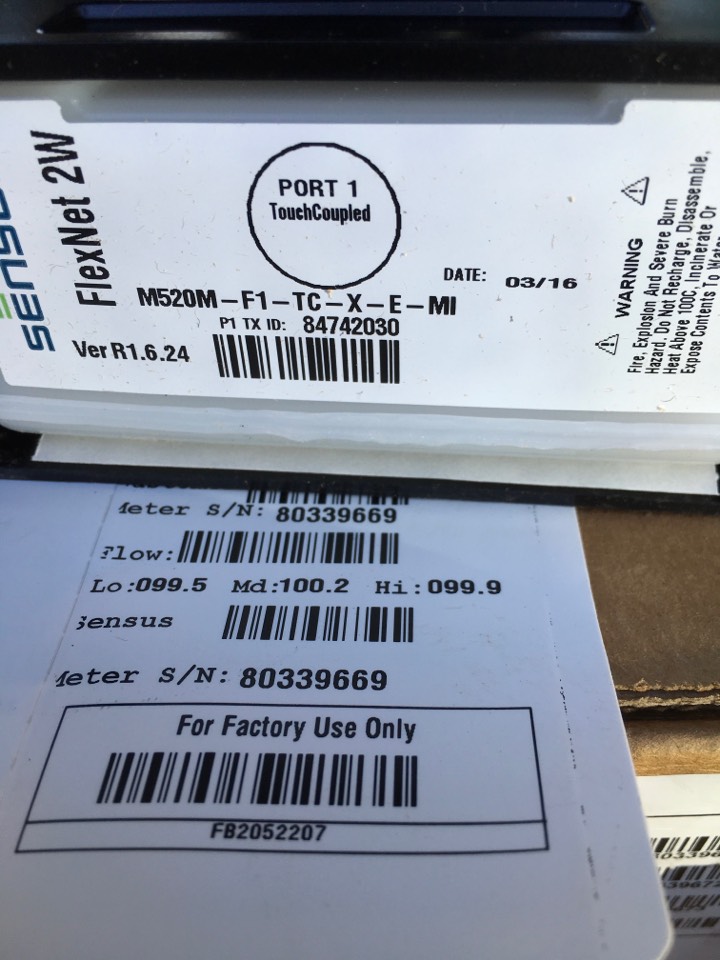 FlexNet 2W
PORT 1
TouchCoupled
M520M-F1-TC-X-E-MI
DATE: 03/16
P1 TX ID: 84742030
Ver R1.6.24
WARNING
Fire, Explosion And Severe Burn
Hazard. Do Not Recharge, Disassemble,
Heat Above 100C, Incinerate Or
Expose Contents To Water
eter S/N: 80339669
Flow:
Lo:099.5 Md:100.2 Hi:099.9
Sensus
Meter S/N: 80339669
For Factory Use Only
FB2052207